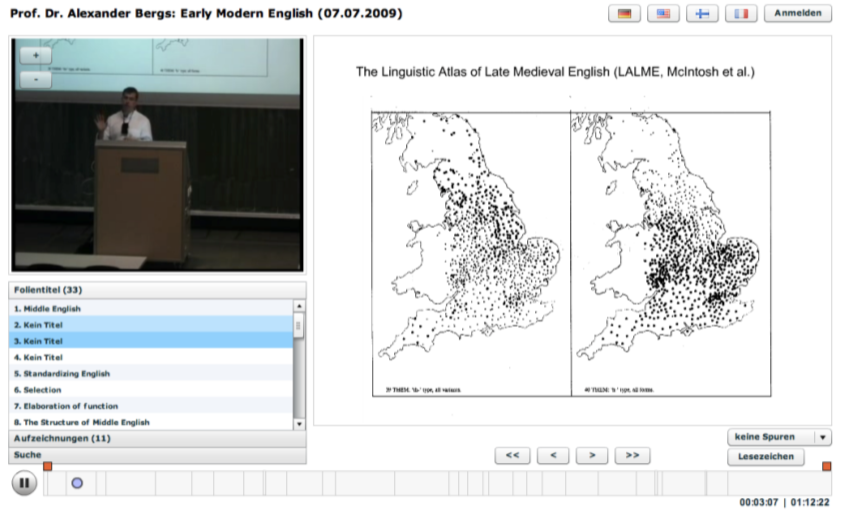 Prof. Dr. Alexander Bergs: Early Modern English (07.07.2009)
Anmelden
+
-
The Linguistic Atlas of Late Medieval English (LALME, McIntosh et al.)
Folientitel (33)
1. Middle English
2. Kein Titel
3. Kein Titel
4. Kein Titel
5. Standardizing English
6. Selection
7. Elaboration of function
8. The Structure of Middle English
Aufzeichnungen (11)
Suche
<< < > >>
keine Spuren
Lesezeichen
00:03:07 | 01:12:22